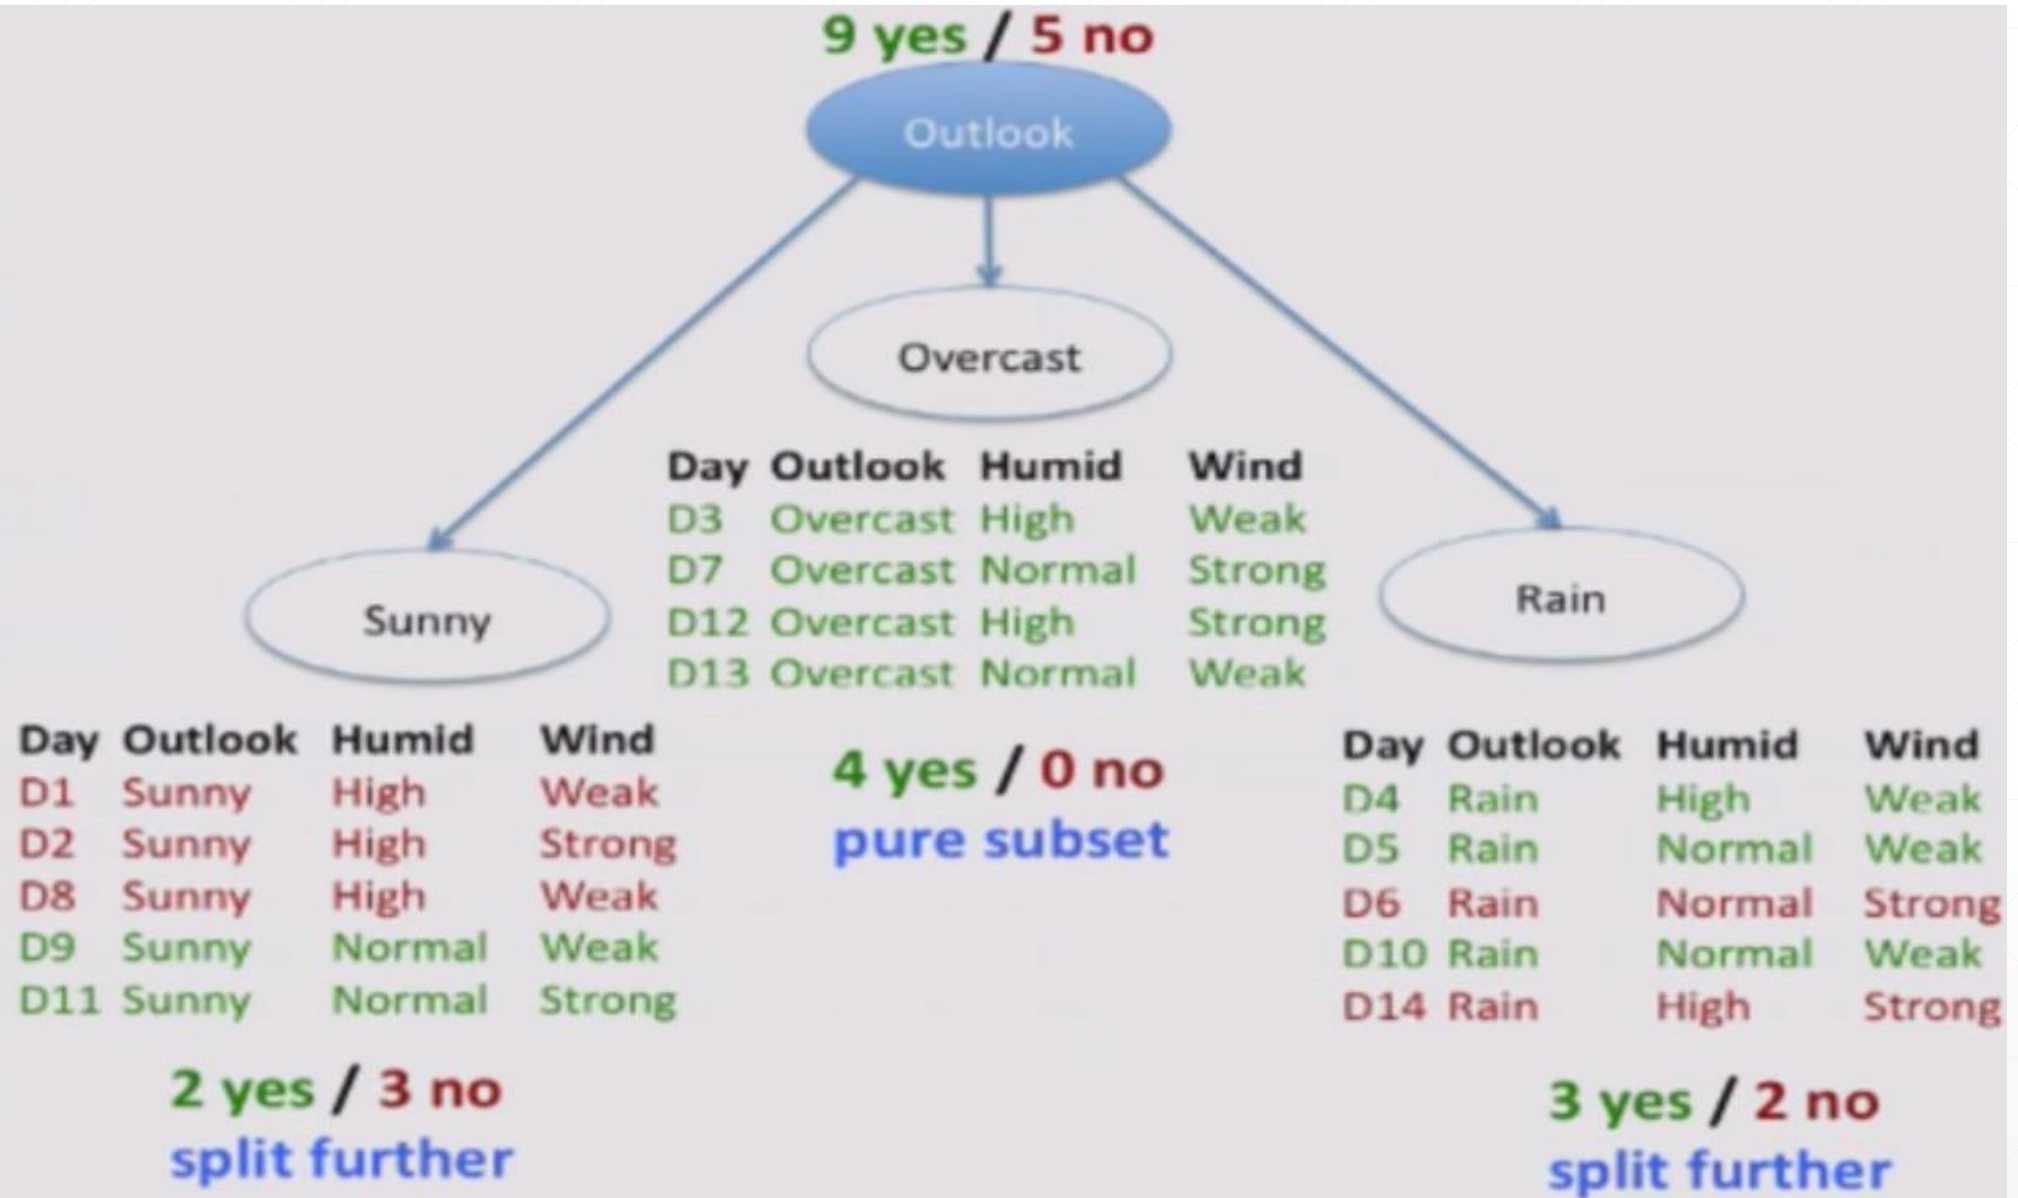 9 yes / 5 no
Outlook
Overcast
Day Outlook Humid Wind
D3 Overcast High Weak
D7 Overcast Normal Strong
D12 Overcast High Strong
D13 Overcast Normal Weak
4 yes / 0 no
pure subset
Sunny
Day Outlook Humid Wind
D1 Sunny High Weak
D2 Sunny High Strong
D8 Sunny High Weak
D9 Sunny Normal Weak
D11 Sunny Normal Strong
2 yes / 3 no
split further
Rain
Day Outlook Humid Wind
D4 Rain High Weak
D5 Rain Normal Weak
D6 Rain Normal Strong
D10 Rain Normal Weak
D14 Rain High Strong
3 yes / 2 no
split further